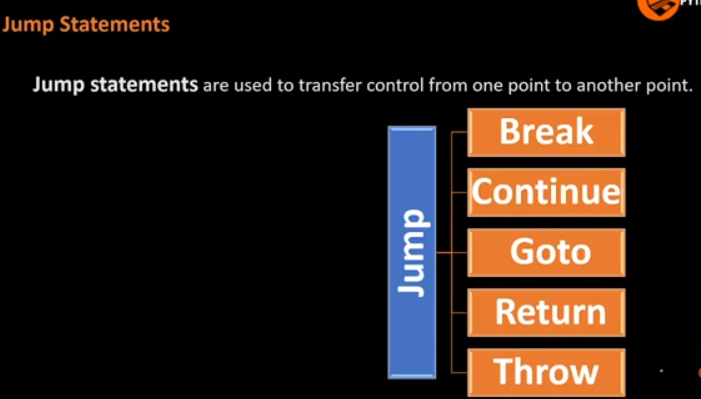 Jump Statements
Jump statements are used to transfer control from one point to another point.
Break
Continue
Jump
Goto
Return
Throw